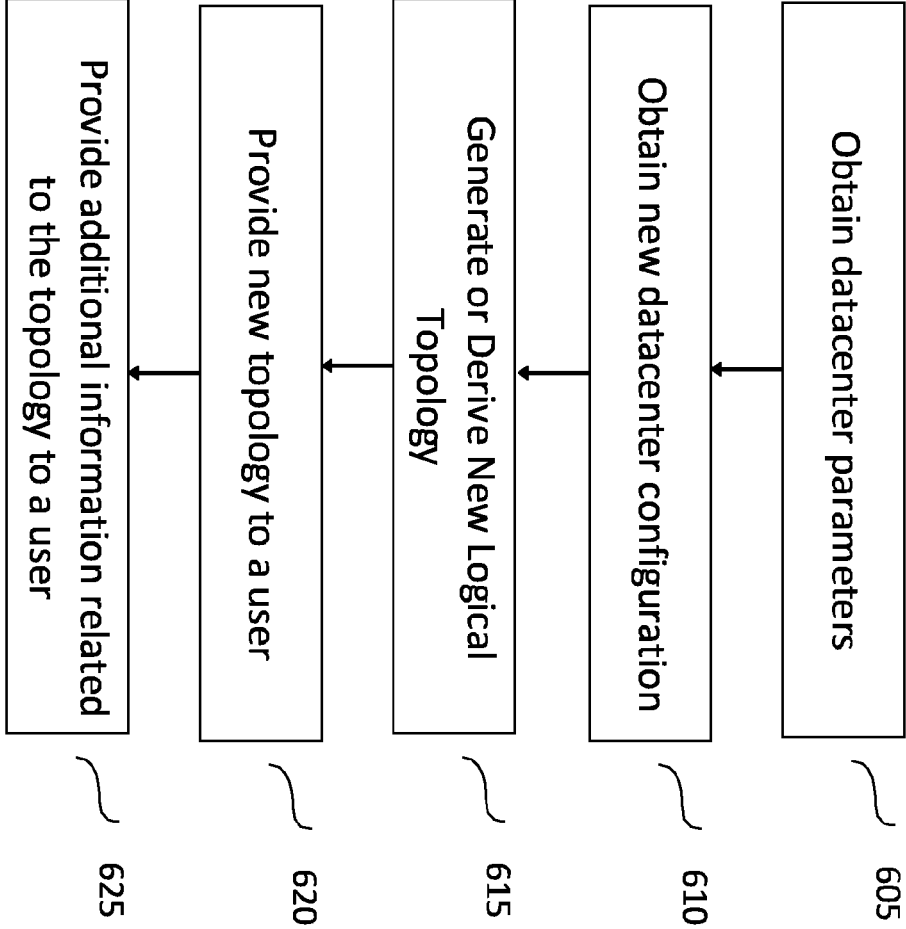 Obtain datacenter parameters
605
Obtain new datacenter configuration
610
Generate or Derive New Logical
Topology
615
Provide new topology to a user
620
Provide additional information related
to the topology to a user
625